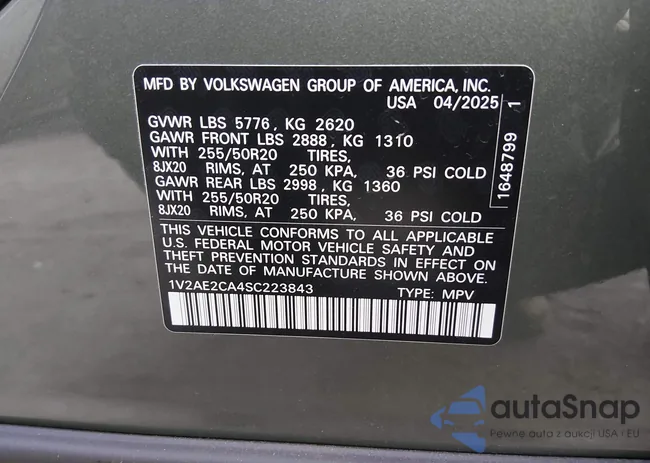 MFD BY VOLKSWAGEN GROUP OF AMERICA, INC.
USA 04/2025
GVWR LBS 5776, KG 2620
GAWR FRONT LBS 2888, KG 1310
WITH 255/50R20 TIRES,
8JX20 RIMS, AT 250 KPA, 36 PSI COLD
GAWR REAR LBS 2998, KG 1360
WITH 255/50R20 TIRES,
8JX20 RIMS, AT 250 KPA, 36 PSI COLD
THIS VEHICLE CONFORMS TO ALL APPLICABLE
U.S. FEDERAL MOTOR VEHICLE SAFETY AND
THEFT PREVENTION STANDARDS IN EFFECT ON
THE DATE OF MANUFACTURE SHOWN ABOVE.
1V2AE2CA4SC223843 TYPE: MPV
1648799 1
autaSnap
Pewne auta z aukcji USA i EU